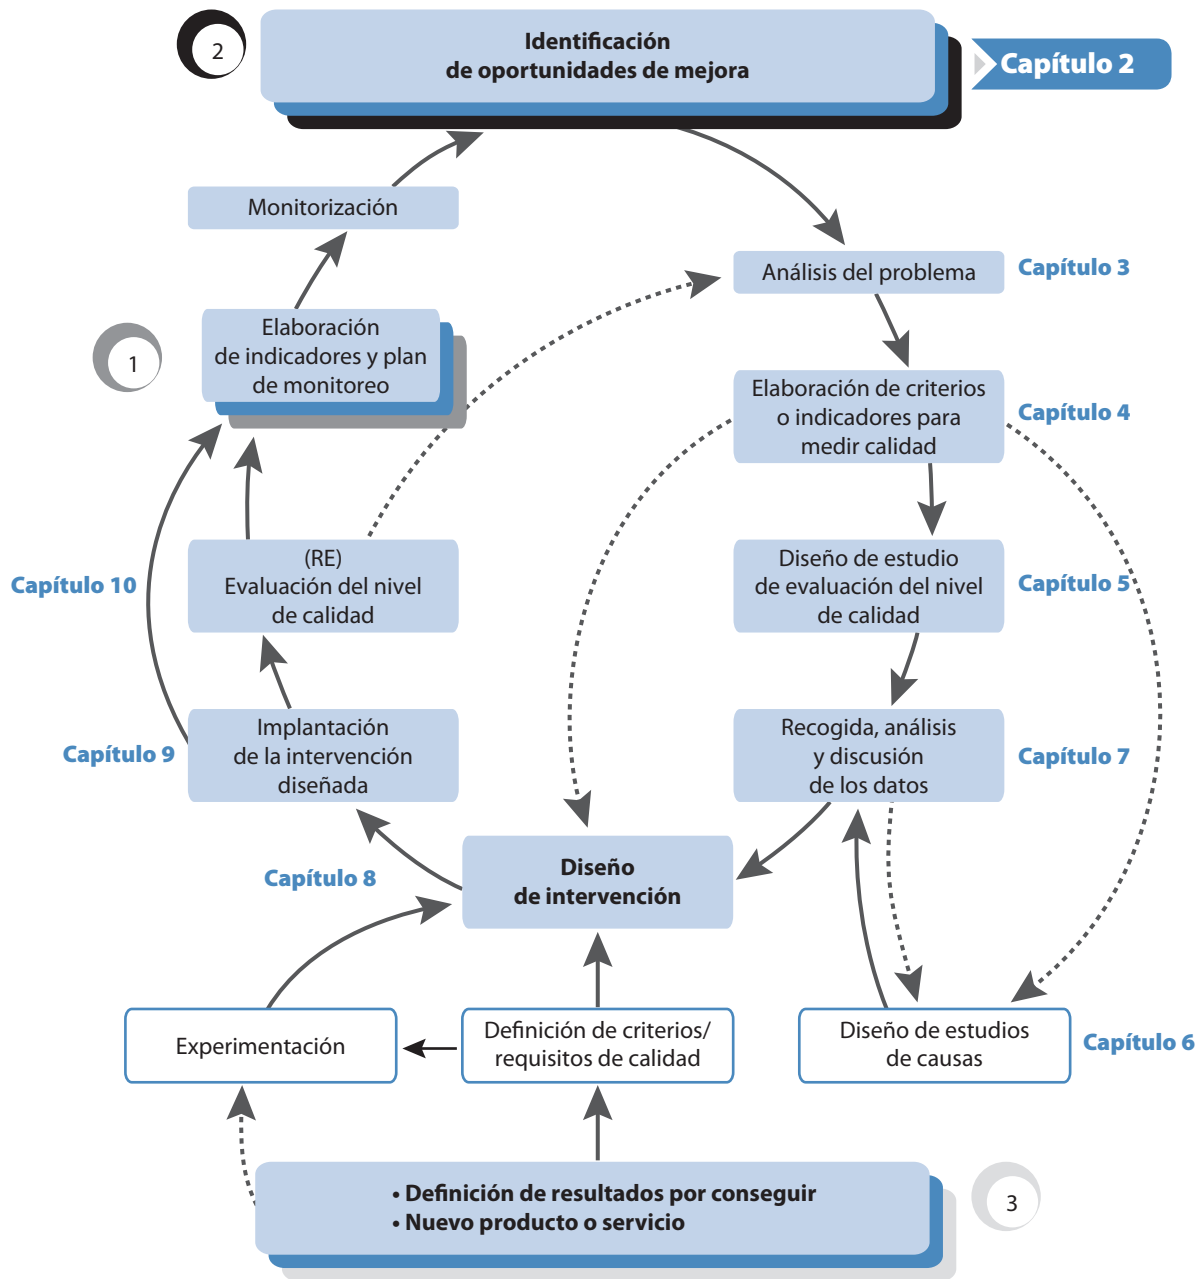 2
Identificación
de oportunidades de mejora
Capítulo 2
Monitorización
Análisis del problema
Capítulo 3
1
Elaboración
de indicadores y plan
de monitoreo
Elaboración de criterios
o indicadores para
medir calidad
Capítulo 4
Capítulo 10
(RE)
Evaluación del nivel
de calidad
Diseño de estudio
de evaluación del nivel
de calidad
Capítulo 5
Capítulo 9
Implantación
de la intervención
diseñada
Recogida, análisis
y discusión
de los datos
Capítulo 7
Capítulo 8
Diseño
de intervención
Experimentación
Definición de criterios/
requisitos de calidad
Diseño de estudios
de causas
Capítulo 6
• Definición de resultados por conseguir
• Nuevo producto o servicio
3